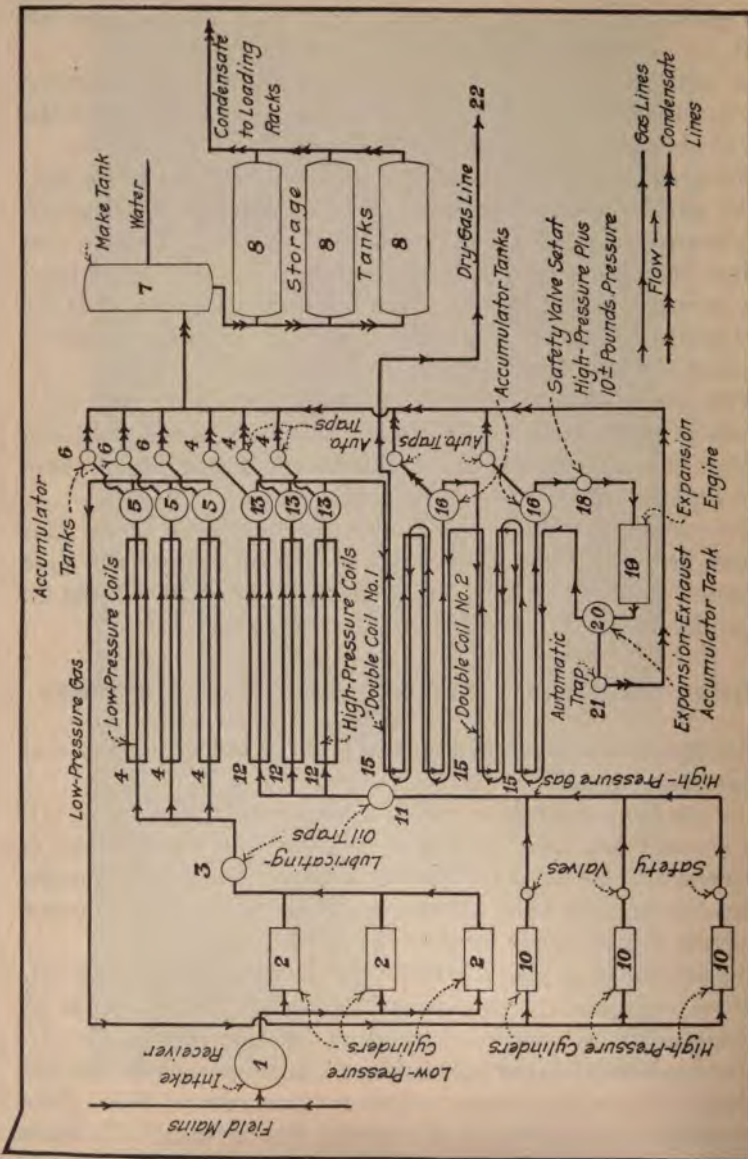 Condensate
to Loading
Racks
Make Tank
Water
7
8
8
8
Storage
Tanks
Dry-Gas Line
22
Accumulator Tanks
Safety Valve Set at
High-Pressure Plus
10± Pounds Pressure
Gas Lines
Flow
Condensate
Lines
Accumulator
Tanks
6
6
6
4
4
4
Auto
Traps
Auto. Traps
5
5
5
13
13
13
16
16
18
Expansion
Engine
19
20
Automatic
Trap
21
Expansion-Exhaust
Accumulator Tank
Low-Pressure Gas
Low-Pressure Coils
High-Pressure Coils
Double Coil No.1
Double Coil No.2
4
4
4
12
12
12
15
15
15
High-Pressure Gas
3
11
Lubricating-
Oil Traps
2
2
2
10
10
10
Safety
Valves
Intake
Receiver
1
Low-Pressure
Cylinders
High-Pressure Cylinders
Field Mains